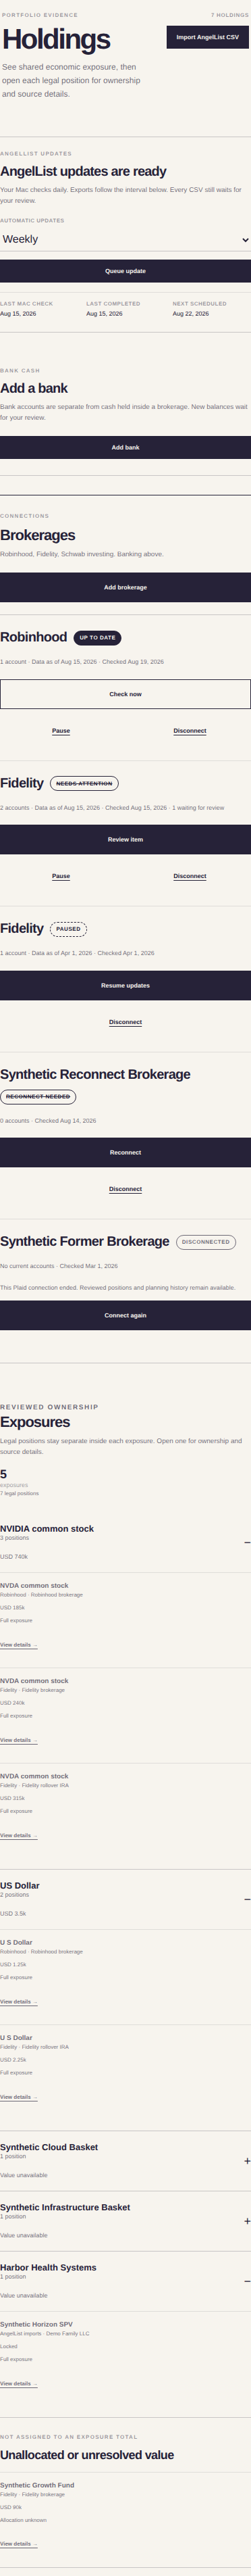 PORTFOLIO EVIDENCE
7 HOLDINGS
Holdings
Import AngelList CSV
See shared economic exposure, then
open each legal position for ownership
and source details.
ANGELLIST UPDATES
AngelList updates are ready
Your Mac checks daily. Exports follow the interval below. Every CSV still waits for
your review.
AUTOMATIC UPDATES
Weekly
Queue update
LAST MAC CHECK
LAST COMPLETED
NEXT SCHEDULED
Aug 15, 2026
Aug 15, 2026
Aug 22, 2026
BANK CASH
Add a bank
Bank accounts are separate from cash held inside a brokerage. New balances wait
for your review.
Add bank
CONNECTIONS
Brokerages
Robinhood, Fidelity, Schwab investing. Banking above.
Add brokerage
Robinhood UP TO DATE
1 account · Data as of Aug 15, 2026 · Checked Aug 19, 2026
Check now
Pause
Disconnect
Fidelity NEEDS ATTENTION
2 accounts · Data as of Aug 15, 2026 · Checked Aug 15, 2026 · 1 waiting for review
Review item
Pause
Disconnect
Fidelity PAUSED
1 account · Data as of Apr 1, 2026 · Checked Apr 1, 2026
Resume updates
Disconnect
Synthetic Reconnect Brokerage
RECONNECT NEEDED
0 accounts · Checked Aug 14, 2026
Reconnect
Disconnect
Synthetic Former Brokerage DISCONNECTED
No current accounts · Checked Mar 1, 2026
This Plaid connection ended. Reviewed positions and planning history remain available.
Connect again
REVIEWED OWNERSHIP
Exposures
Legal positions stay separate inside each exposure. Open one for ownership and
source details.
5
exposures
7 legal positions
NVIDIA common stock
3 positions
USD 740k
NVDA common stock
Robinhood · Robinhood brokerage
USD 185k
Full exposure
View details →
NVDA common stock
Fidelity · Fidelity brokerage
USD 240k
Full exposure
View details →
NVDA common stock
Fidelity · Fidelity rollover IRA
USD 315k
Full exposure
View details →
US Dollar
2 positions
USD 3.5k
U S Dollar
Robinhood · Robinhood brokerage
USD 1.25k
Full exposure
View details →
U S Dollar
Fidelity · Fidelity rollover IRA
USD 2.25k
Full exposure
View details →
Synthetic Cloud Basket
1 position
Value unavailable
Synthetic Infrastructure Basket
1 position
Value unavailable
Harbor Health Systems
1 position
Value unavailable
Synthetic Horizon SPV
AngelList imports · Demo Family LLC
Locked
Full exposure
View details →
NOT ASSIGNED TO AN EXPOSURE TOTAL
Unallocated or unresolved value
Synthetic Growth Fund
Fidelity · Fidelity brokerage
USD 90k
Allocation unknown
View details →